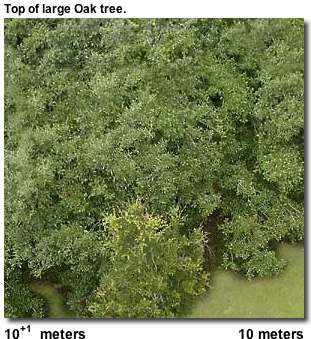 Top of large Oak tree.
10+1 meters 10 meters